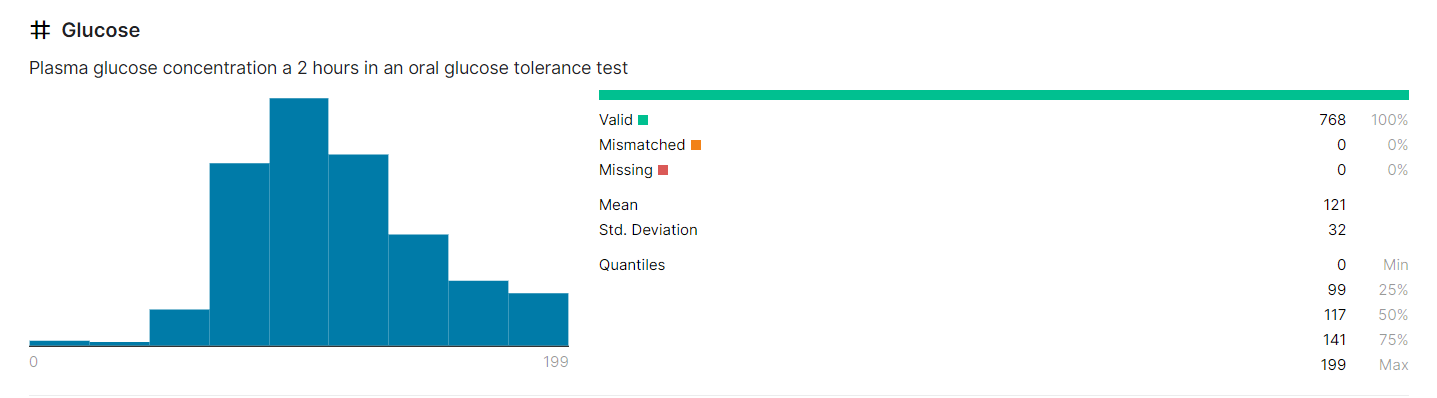 Glucose
Plasma glucose concentration a 2 hours in an oral glucose tolerance test
0 199
Valid 768 100%
Mismatched 0 0%
Missing 0 0%
Mean 121
Std. Deviation 32
Quantiles 0 Min
99 25%
117 50%
141 75%
199 Max